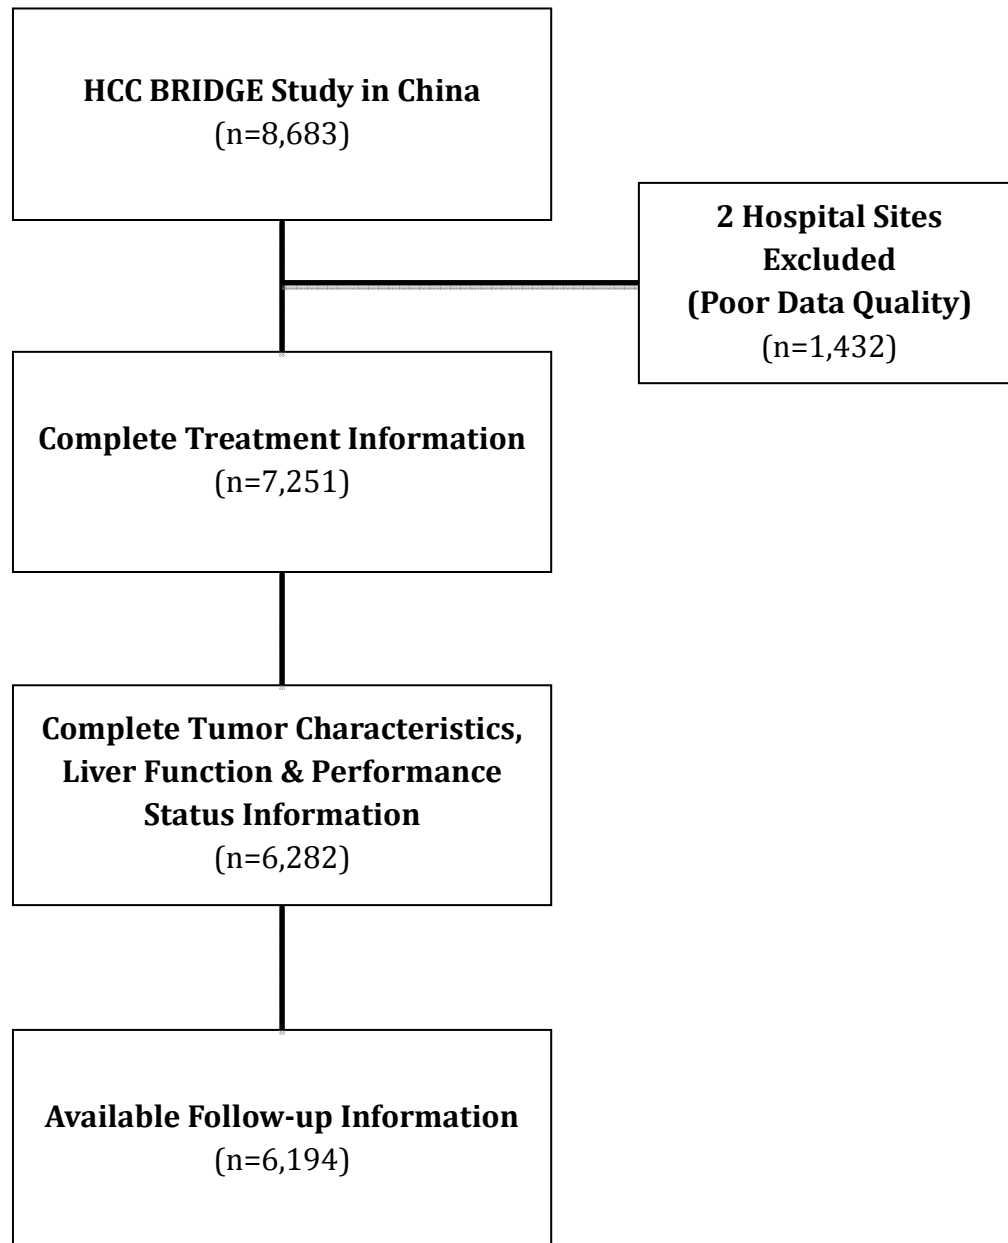 HCC BRIDGE Study in China
(n=8,683)
2 Hospital Sites
Excluded
(Poor Data Quality)
(n=1,432)
Complete Treatment Information
(n=7,251)
Complete Tumor Characteristics,
Liver Function & Performance
Status Information
(n=6,282)
Available Follow-up Information
(n=6,194)